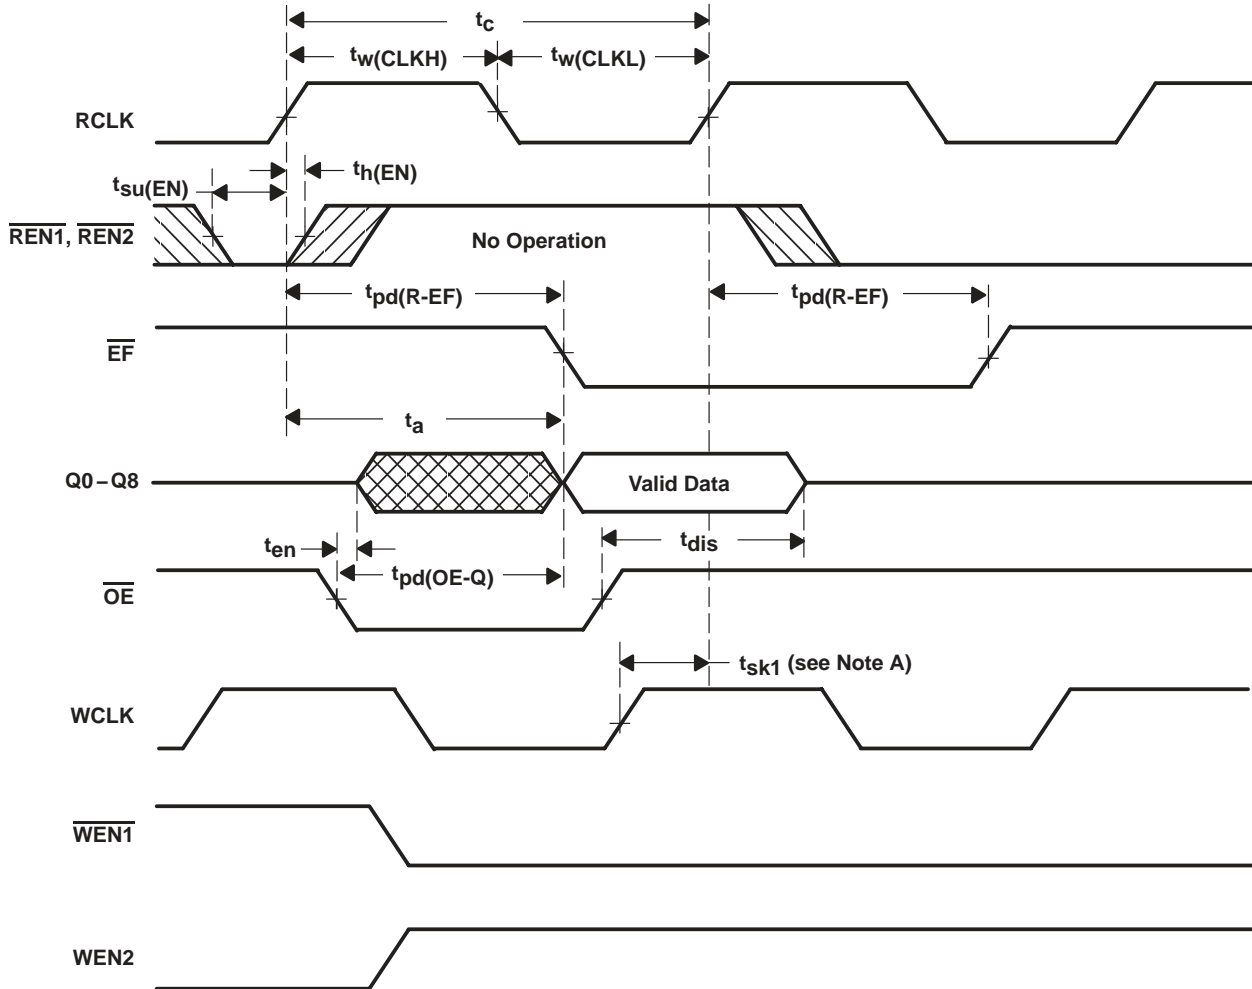 tc
tw(CLKH)
tw(CLKL)
RCLK
th(EN)
tsu(EN)
REN1, REN2
No Operation
tpd(R-EF)
tpd(R-EF)
EF
ta
Q0–Q8
Valid Data
ten
tdis
tpd(OE-Q)
OE
tsk1 (see Note A)
WCLK
WEN1
WEN2